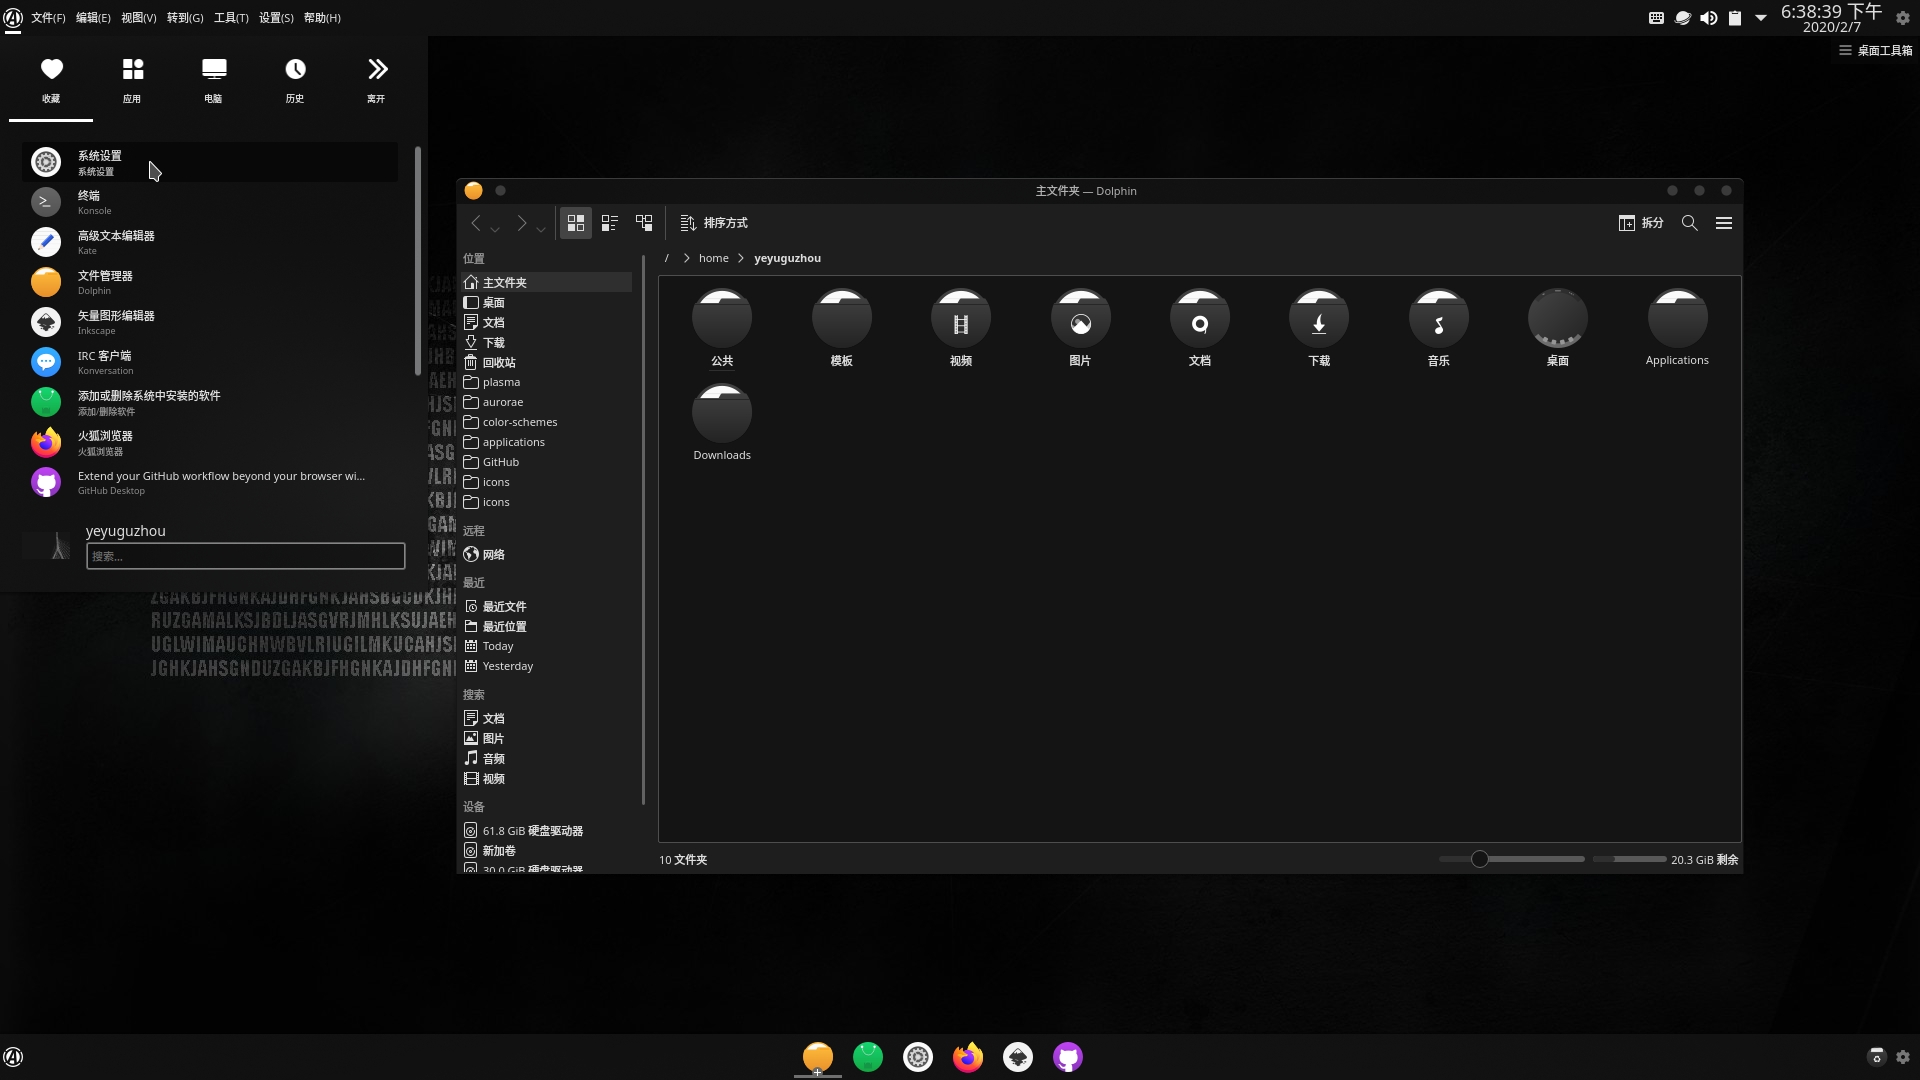 文件(F) 编辑(E) 视图(V) 转到(G) 工具(T) 设置(S) 帮助(H)
6:38:39 下午
2020/2/7
桌面工具箱
收藏 应用 电脑 历史 离开
系统设置
系统设置
终端
Konsole
高级文本编辑器
Kate
文件管理器
Dolphin
矢量图形编辑器
Inkscape
IRC 客户端
Konversation
添加或删除系统中安装的软件
添加/删除软件
火狐浏览器
火狐浏览器
Extend your GitHub workflow beyond your browser wi...
GitHub Desktop
yeyuguzhou
搜索...
ZGAKBJFHGNKAJDHFGNKJAHSBGCDKJH
RUZGAMALKSJBDLJASGVRJMHLKSUJAEH
UGLWIMAUCHNWBVLRIUGILMKUCAHJS
JGHKJAHSGNDUZGAKBJFHGNKAJDHFGN
主文件夹 — Dolphin
排序方式
拆分
/ > home > yeyuguzhou
位置
主文件夹
桌面
文档
下载
回收站
plasma
aurorae
color-schemes
applications
GitHub
icons
icons
远程
网络
最近
最近文件
最近位置
Today
Yesterday
搜索
文档
图片
音频
视频
设备
61.8 GiB 硬盘驱动器
新加卷
30.0 GiB 硬盘驱动器
公共 模板 视频 图片 文档 下载 音乐 桌面 Applications
Downloads
10 文件夹
20.3 GiB 剩余